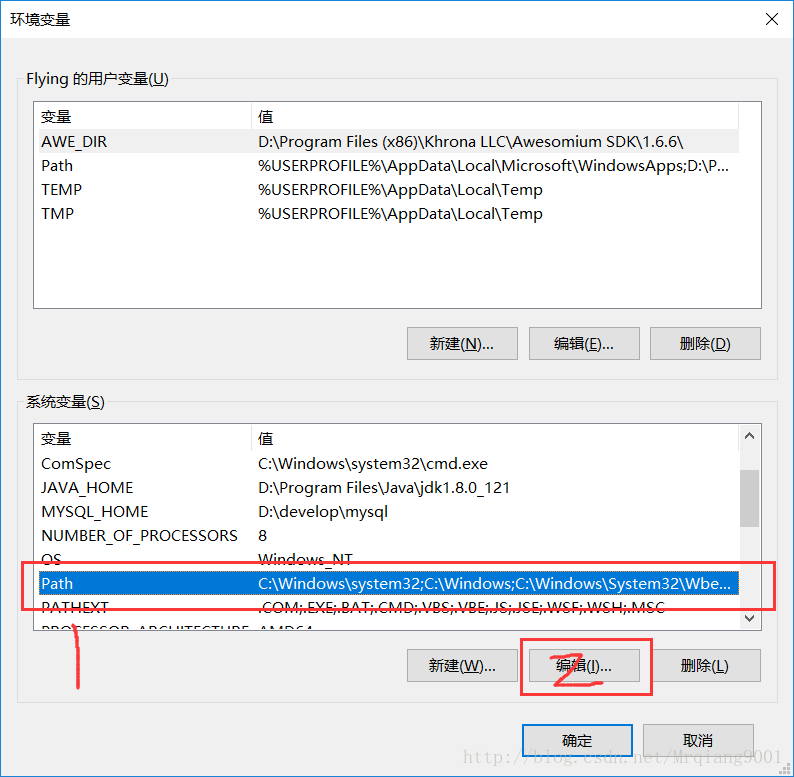 环境变量
Flying 的用户变量(U)
变量 值
AWE_DIR D:\Program Files (x86)\Khrona LLC\Awesomium SDK\1.6.6\
Path %USERPROFILE%\AppData\Local\Microsoft\WindowsApps;D:\P...
TEMP %USERPROFILE%\AppData\Local\Temp
TMP %USERPROFILE%\AppData\Local\Temp
新建(N)... 编辑(E)... 删除(D)
系统变量(S)
变量 值
ComSpec C:\Windows\system32\cmd.exe
JAVA_HOME D:\Program Files\Java\jdk1.8.0_121
MYSQL_HOME D:\develop\mysql
NUMBER_OF_PROCESSORS 8
OS Windows_NT
Path C:\Windows\system32;C:\Windows;C:\Windows\System32\Wbe...
PATHEXT .COM;.EXE;.BAT;.CMD;.VBS;.VBE;.JS;.JSE;.WSF;.WSH;.MSC
PROCESSOR_ARCHITECTURE AMD64
1
新建(W)... 编辑(I)... 删除(L)
2
确定 取消
http://blog.csdn.net/Mrqiang9001